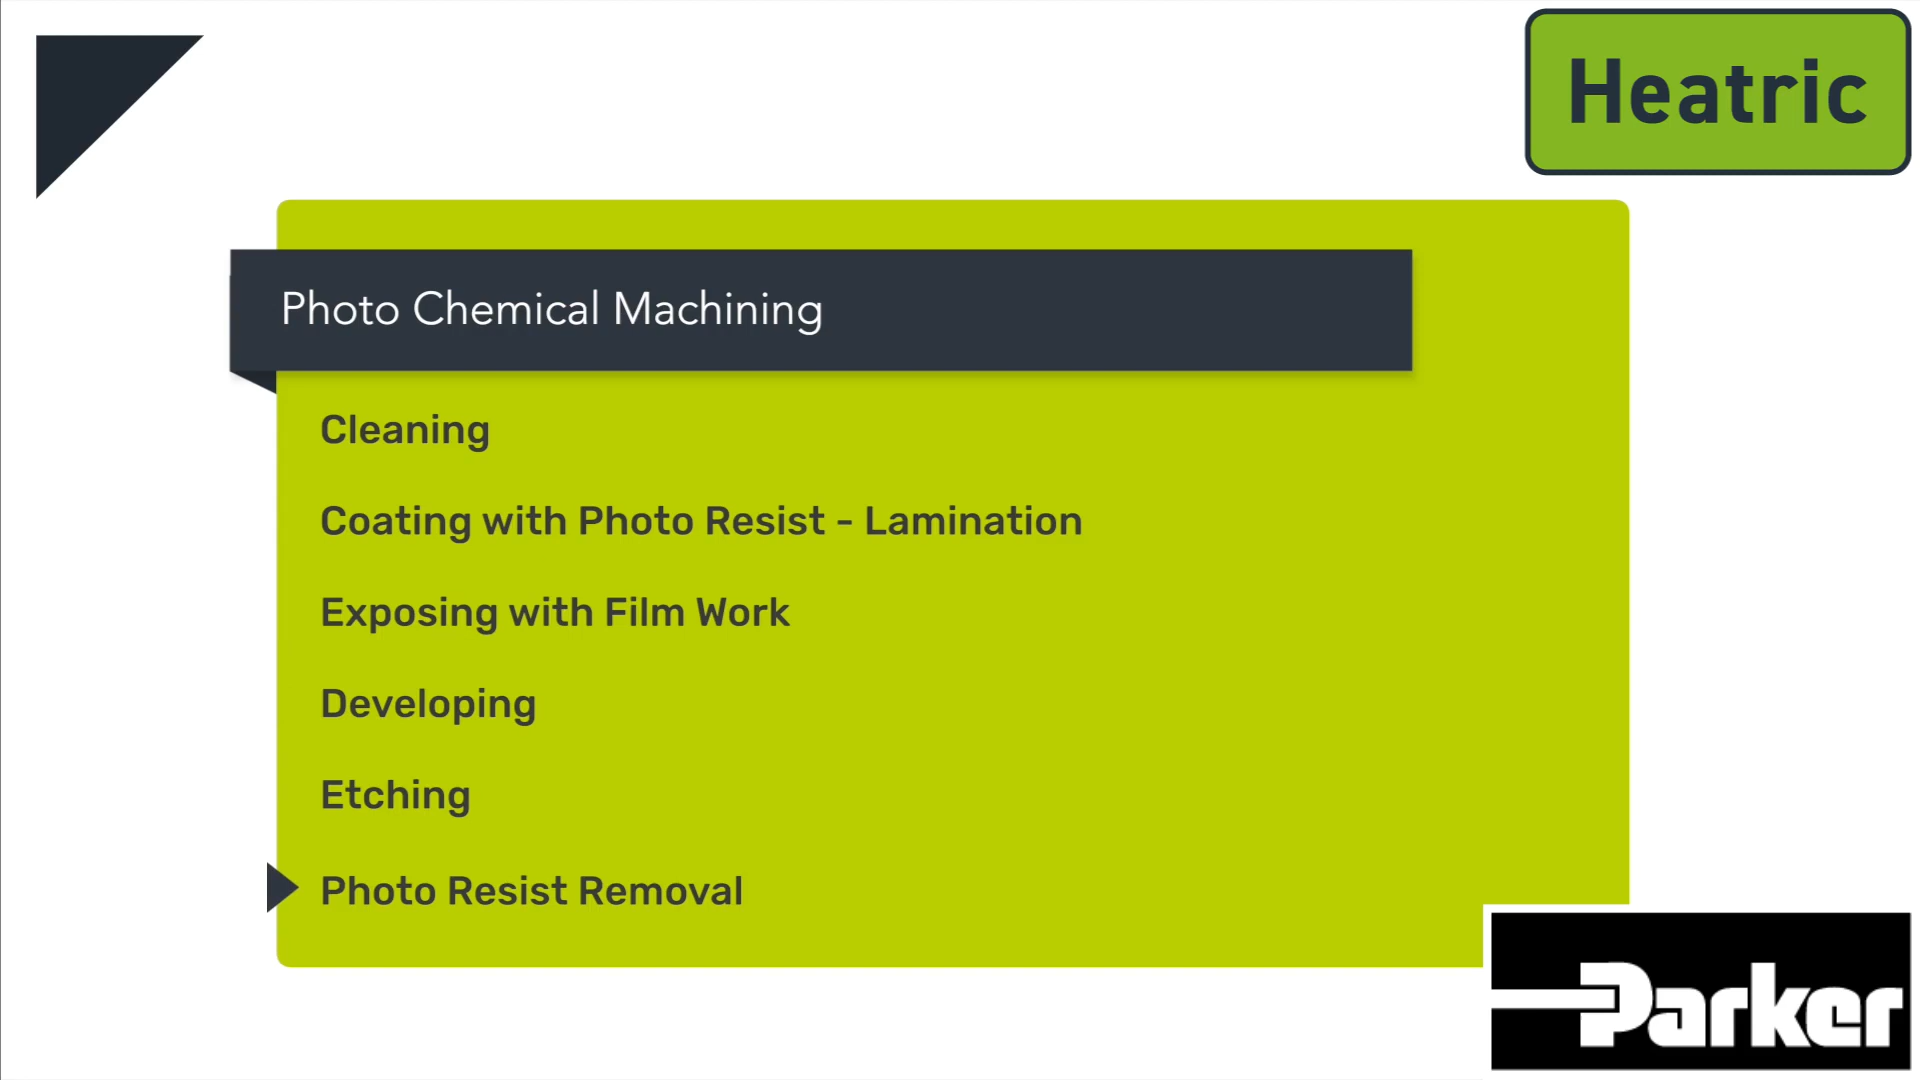 Heatric
Photo Chemical Machining
Cleaning
Coating with Photo Resist - Lamination
Exposing with Film Work
Developing
Etching
Photo Resist Removal
Parker